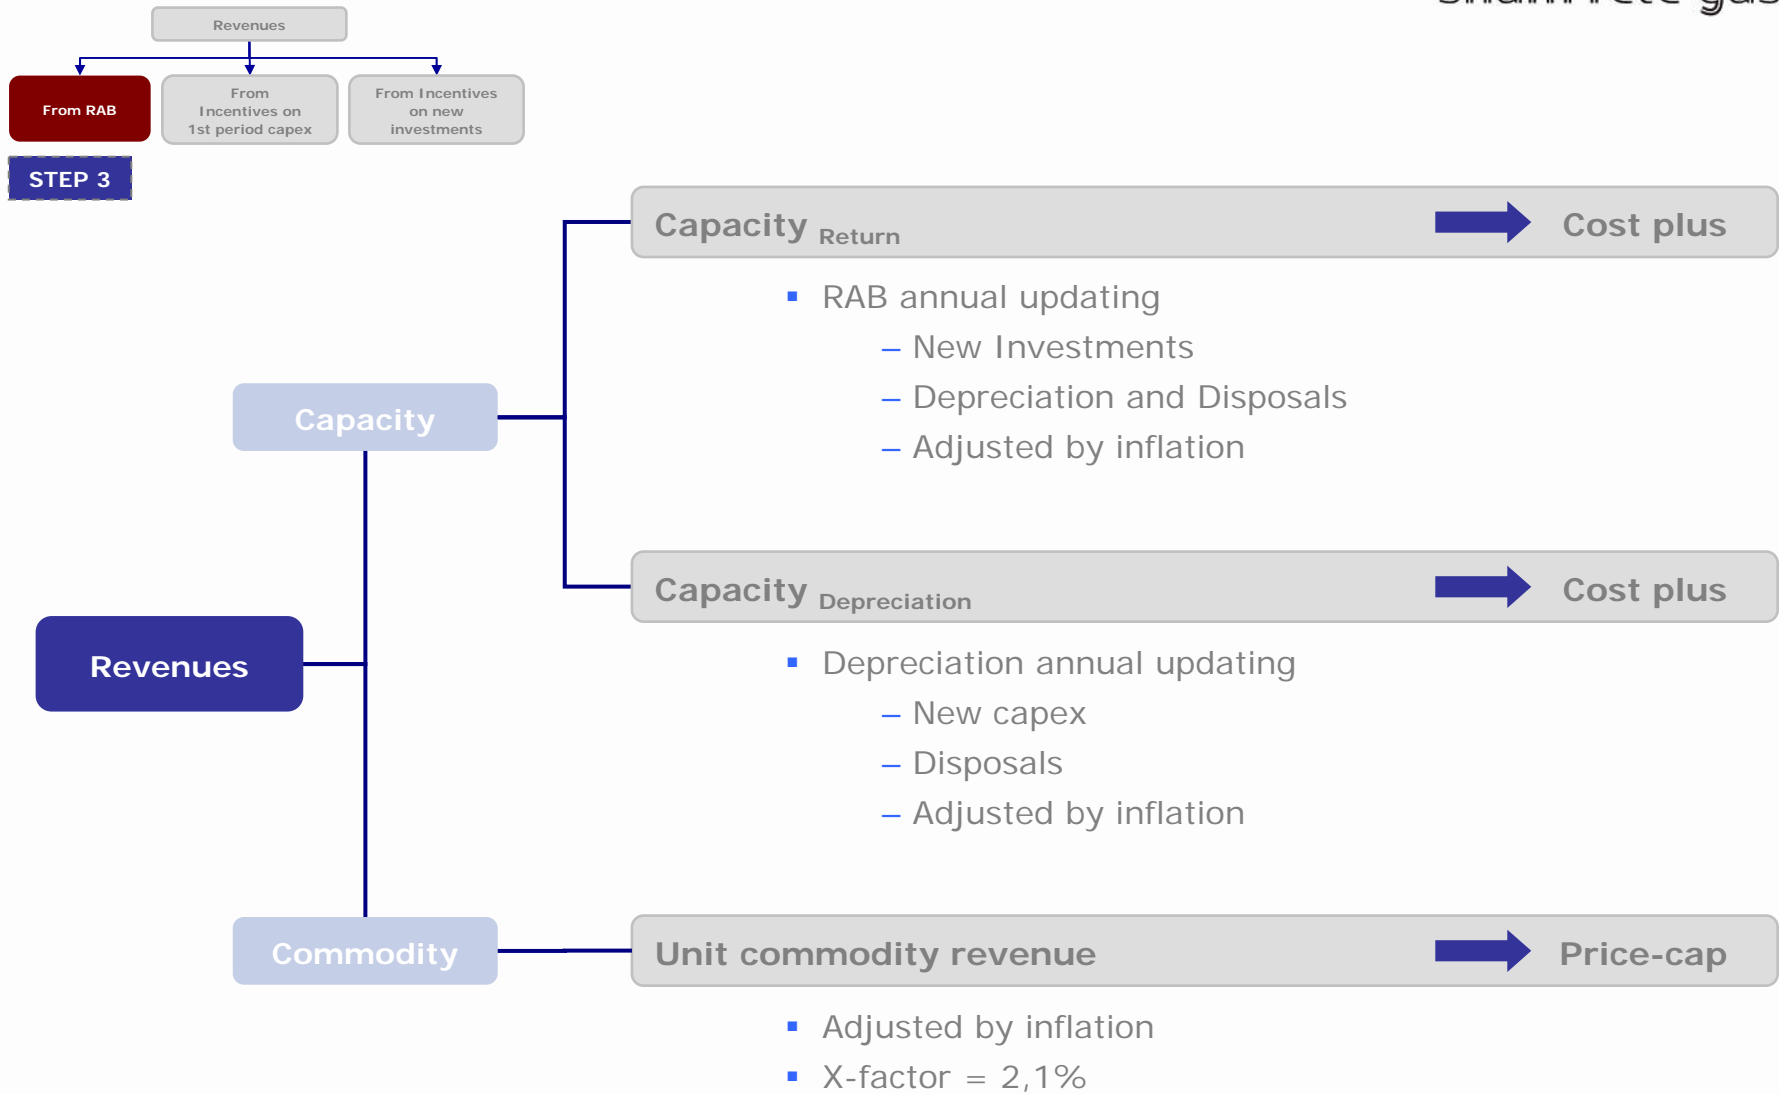 Revenues
From RAB
From
Incentives on
1st period capex
From Incentives
on new
investments
STEP 3
Capacity Return
Cost plus
▪ RAB annual updating
– New Investments
– Depreciation and Disposals
– Adjusted by inflation
Capacity
Capacity Depreciation
Cost plus
▪ Depreciation annual updating
– New capex
– Disposals
– Adjusted by inflation
Revenues
Commodity
Unit commodity revenue
Price-cap
▪ Adjusted by inflation
▪ X-factor = 2,1%